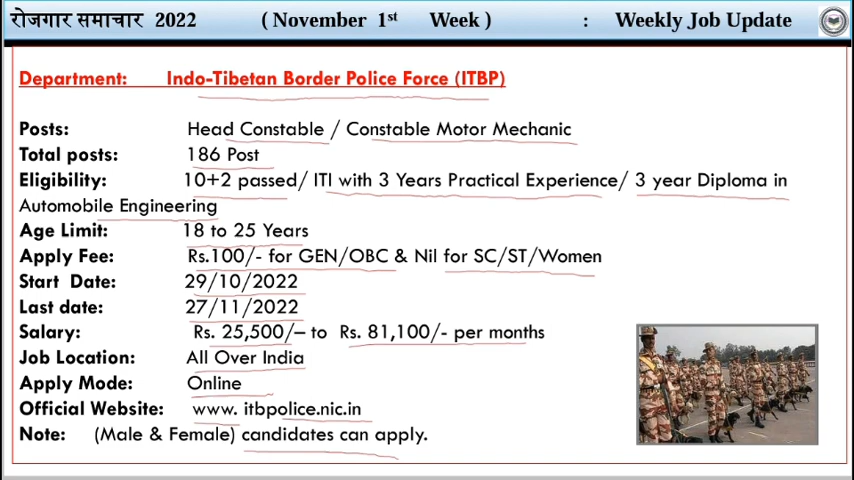 रोजगार समाचार 2022 (November 1st Week) : Weekly Job Update
Department: Indo-Tibetan Border Police Force (ITBP)
Posts: Head Constable / Constable Motor Mechanic
Total posts: 186 Post
Eligibility: 10+2 passed/ ITI with 3 Years Practical Experience/ 3 year Diploma in
Automobile Engineering
Age Limit: 18 to 25 Years
Apply Fee: Rs.100/- for GEN/OBC & Nil for SC/ST/Women
Start Date: 29/10/2022
Last date: 27/11/2022
Salary: Rs. 25,500/– to Rs. 81,100/- per months
Job Location: All Over India
Apply Mode: Online
Official Website: www. itbpolice.nic.in
Note: (Male & Female) candidates can apply.